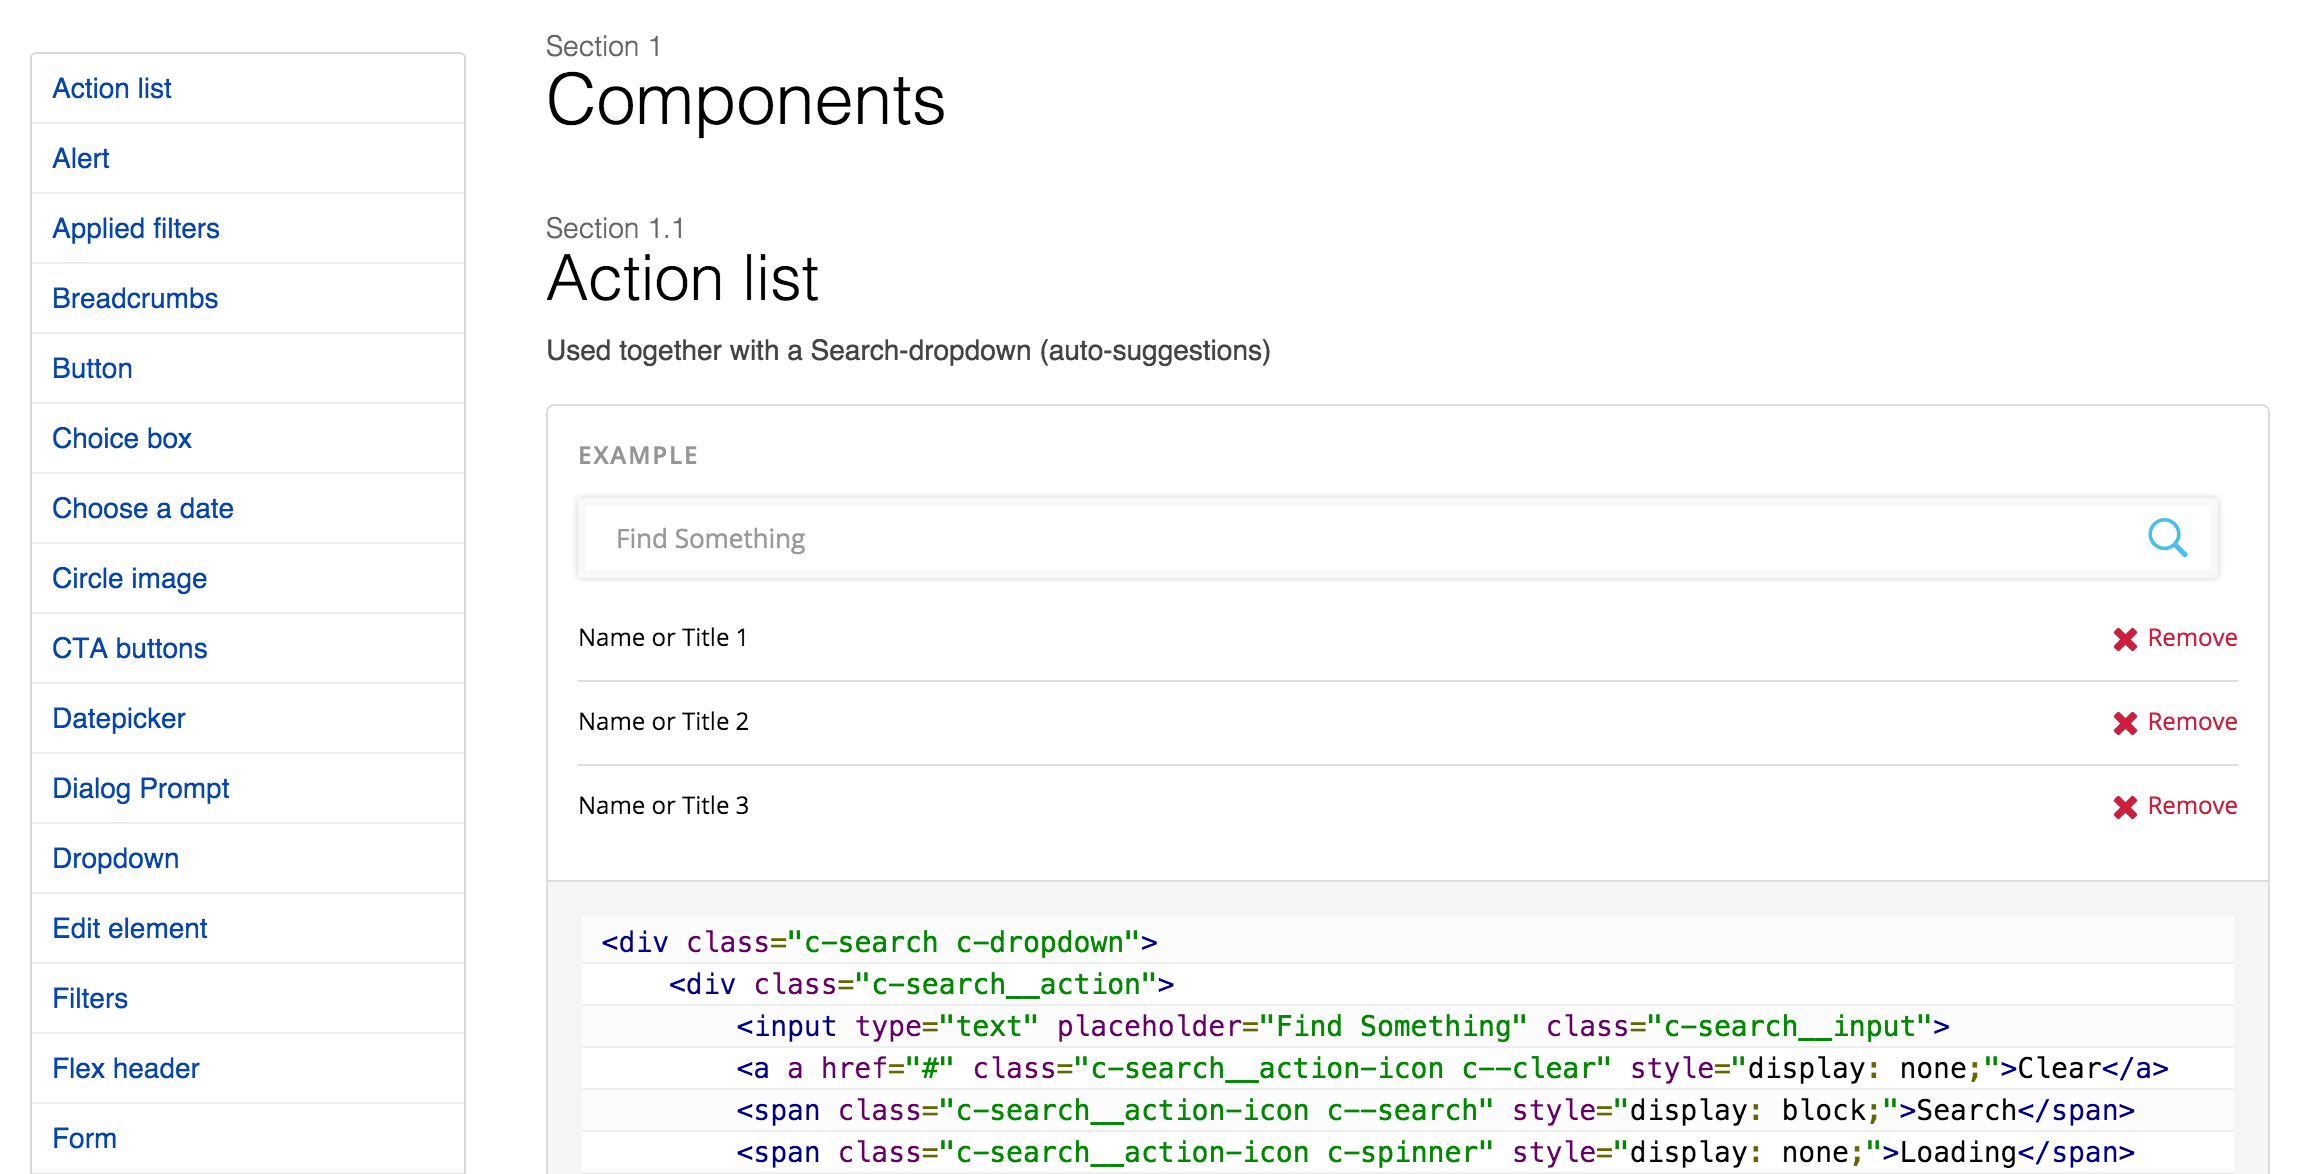 Action list
Alert
Applied filters
Breadcrumbs
Button
Choice box
Choose a date
Circle image
CTA buttons
Datepicker
Dialog Prompt
Dropdown
Edit element
Filters
Flex header
Form
Section 1
Components
Section 1.1
Action list
Used together with a Search-dropdown (auto-suggestions)
EXAMPLE
Find Something
Name or Title 1 Remove
Name or Title 2 Remove
Name or Title 3 Remove
<div class="c-search c-dropdown">
<div class="c-search__action">
<input type="text" placeholder="Find Something" class="c-search__input">
<a a href="#" class="c-search__action-icon c--clear" style="display: none;">Clear</a>
<span class="c-search__action-icon c--search" style="display: block;">Search</span>
<span class="c-search__action-icon c-spinner" style="display: none;">Loading</span>